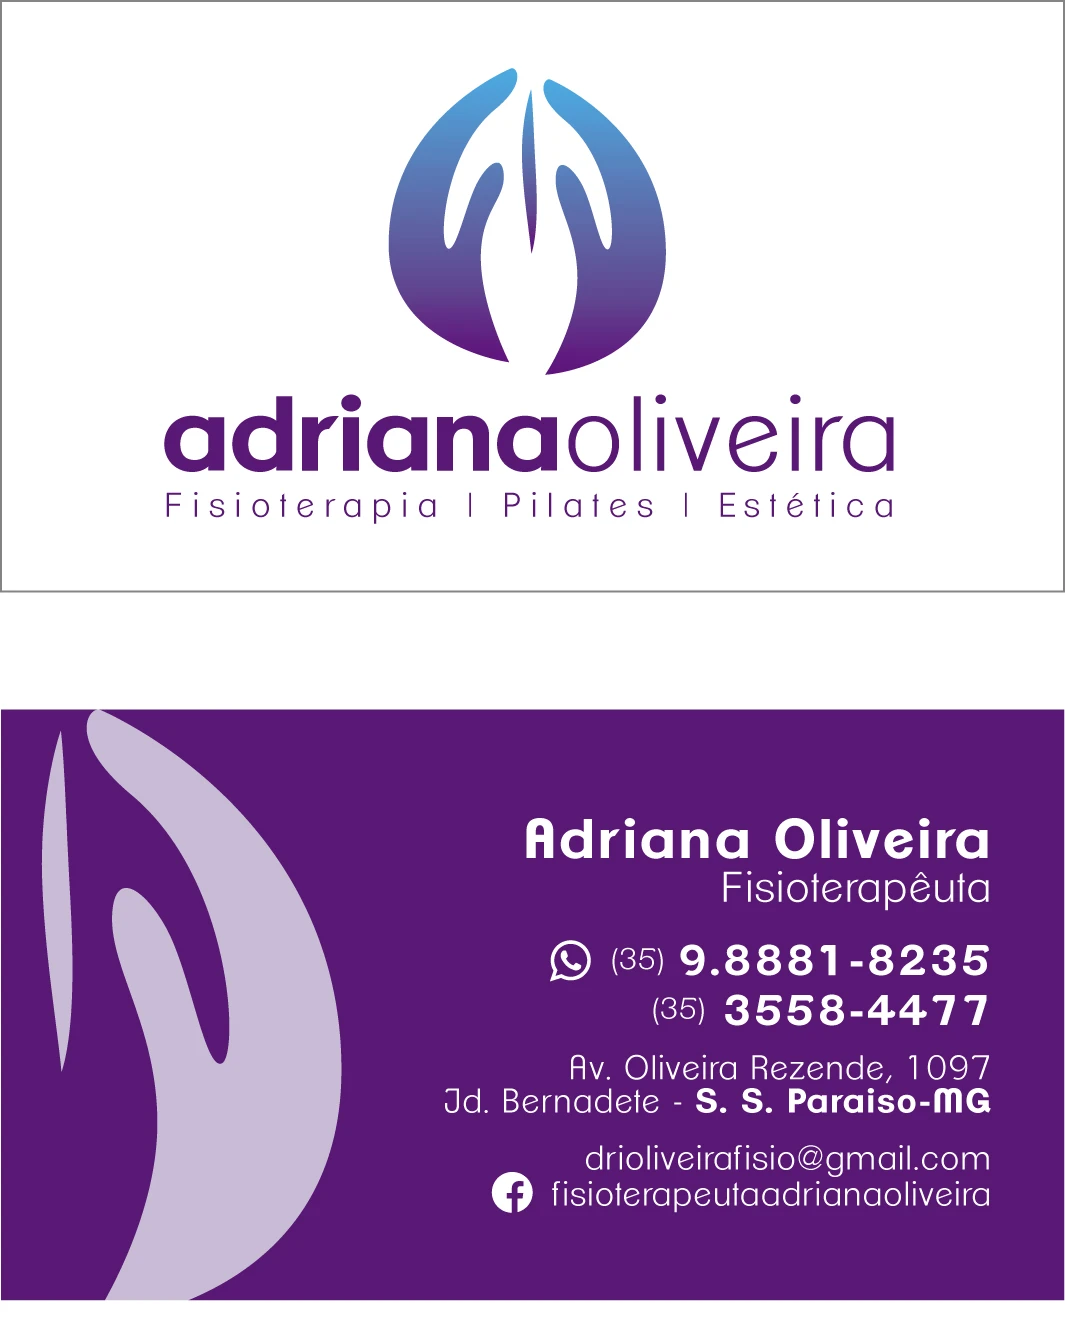 adrianaoliveira
Fisioterapia | Pilates | Estética
Adriana Oliveira
Fisioterapêuta
(35) 9.8881-8235
(35) 3558-4477
Av. Oliveira Rezende, 1097
Jd. Bernadete - S. S. Paraiso-MG
drioliveirafisio@gmail.com
fisioterapeutaadrianaoliveira